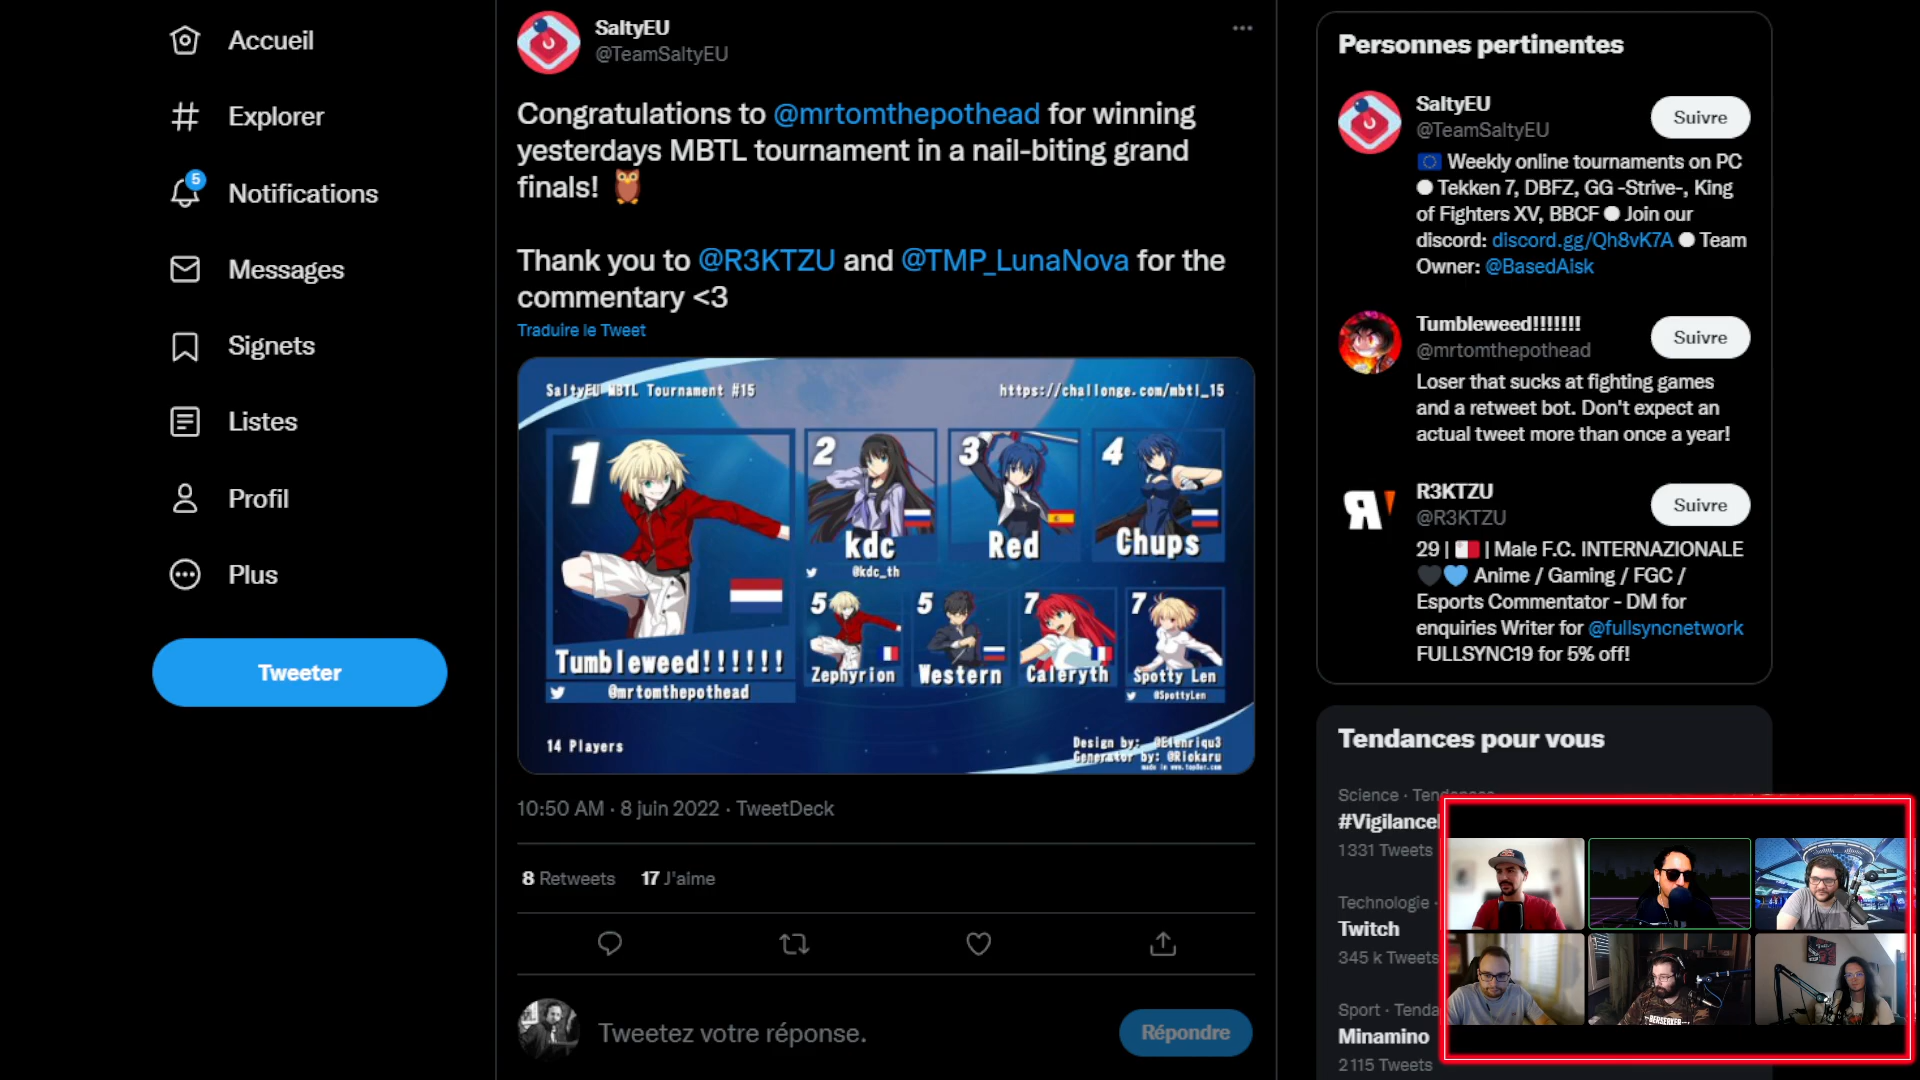 Accueil
Explorer
5
Notifications
Messages
Signets
Listes
Profil
Plus
Tweeter
SaltyEU
@TeamSaltyEU
Congratulations to @mrtomthepothead for winning
yesterdays MBTL tournament in a nail-biting grand
finals!
Thank you to @R3KTZU and @TMP_LunaNova for the
commentary <3
Traduire le Tweet
SaltyEU MBTL Tournament #15
https://challonge.com/mbtl_15
1
Tumbleweed!!!!!!
@mrtomthepothead
2
kdc
@kdc_th
3
Red
4
Chups
5
Zephyrion
5
Western
7
Caleryth
7
Spotty Len
@SpottyLen
14 Players
Design by: @Elenriqu3
Generator by: @Riokaru
made in www.top8er.com
10:50 AM · 8 juin 2022 · TweetDeck
8 Retweets 17 J'aime
Tweetez votre réponse.
Répondre
Personnes pertinentes
SaltyEU
@TeamSaltyEU
Suivre
Weekly online tournaments on PC
Tekken 7, DBFZ, GG -Strive-, King
of Fighters XV, BBCF Join our
discord: discord.gg/Qh8vK7A Team
Owner: @BasedAisk
Tumbleweed!!!!!!!
@mrtomthepothead
Suivre
Loser that sucks at fighting games
and a retweet bot. Don't expect an
actual tweet more than once a year!
R3KTZU
@R3KTZU
Suivre
29 | | Male F.C. INTERNAZIONALE
Anime / Gaming / FGC /
Esports Commentator - DM for
enquiries Writer for @fullsyncnetwork
FULLSYNC19 for 5% off!
Tendances pour vous
Science · Tendances
#Vigilance
1331 Tweets
Technologie ·
Twitch
345 k Tweets
Sport · Tenda
Minamino
2115 Tweets
BERSERKER